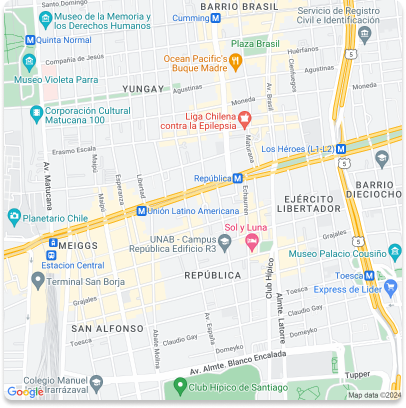 Santo Domingo
BARRIO BRASIL
Museo de la Memoria y
los Derechos Humanos
Cumming
Servicio de Registro
Civil e Identificación
Quinta Normal
Plaza Brasil
Huérfanos
Compañía de Jesús
Ocean Pacific's
Buque Madre
Agustinas
Museo Violeta Parra
Cienfuegos
YUNGAY
Agustinas
Av. Brasil
Moneda
Moneda
Corporación Cultural
Matucana 100
Liga Chilena
contra la Epilepsia
Maturana
Erasmo Escala
Los Héroes (L1-L2)
5
5
Av. Matucana
Maipú
Esperanza
Libertad
República
BARRIO
DIECIOCHO
Maipú
Echaurren
EJÉRCITO
LIBERTADOR
Planetario Chile
Unión Latino Americana
Sol y Luna
Grajales
MEIGGS
UNAB - Campus
República Edificio R3
Museo Palacio Cousiño
Estacion Central
Club Hípico
Toesca
REPÚBLICA
Terminal San Borja
Express de Lider
Grajales
Almte. Latorre
Claudio Gay
SAN ALFONSO
Av. España
Domeyko
Toesca
Abate Molina
Claudio Gay
Domeyko
Av. Almte. Blanco Encalada
Tupper
Colegio Manuel
José Irarrázaval
Club Hípico de Santiago
Google
Map data ©2024